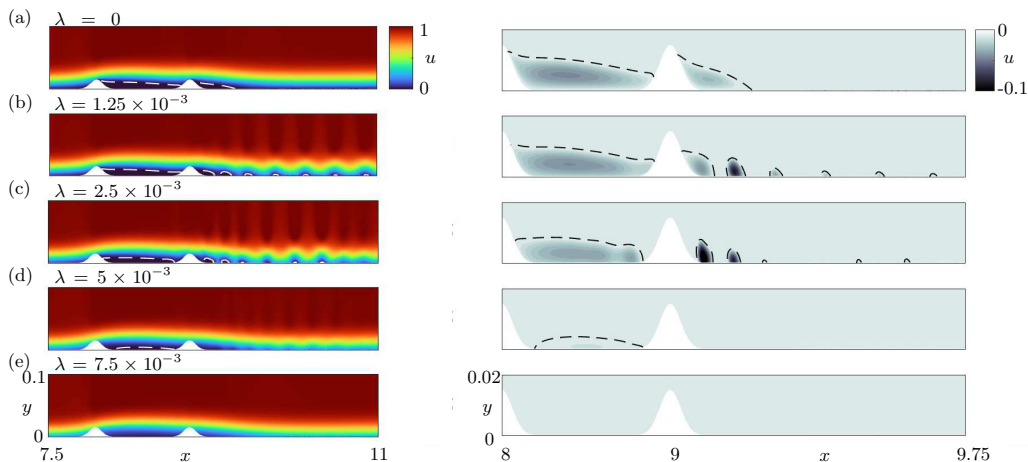 (a) λ = 0
1
u
0
0
u
-0.1
(b) λ = 1.25 × 10⁻³
(c) λ = 2.5 × 10⁻³
(d) λ = 5 × 10⁻³
(e) λ = 7.5 × 10⁻³
0.1
y
0
7.5 x 11
0.02
y
0
8 9 x 9.75